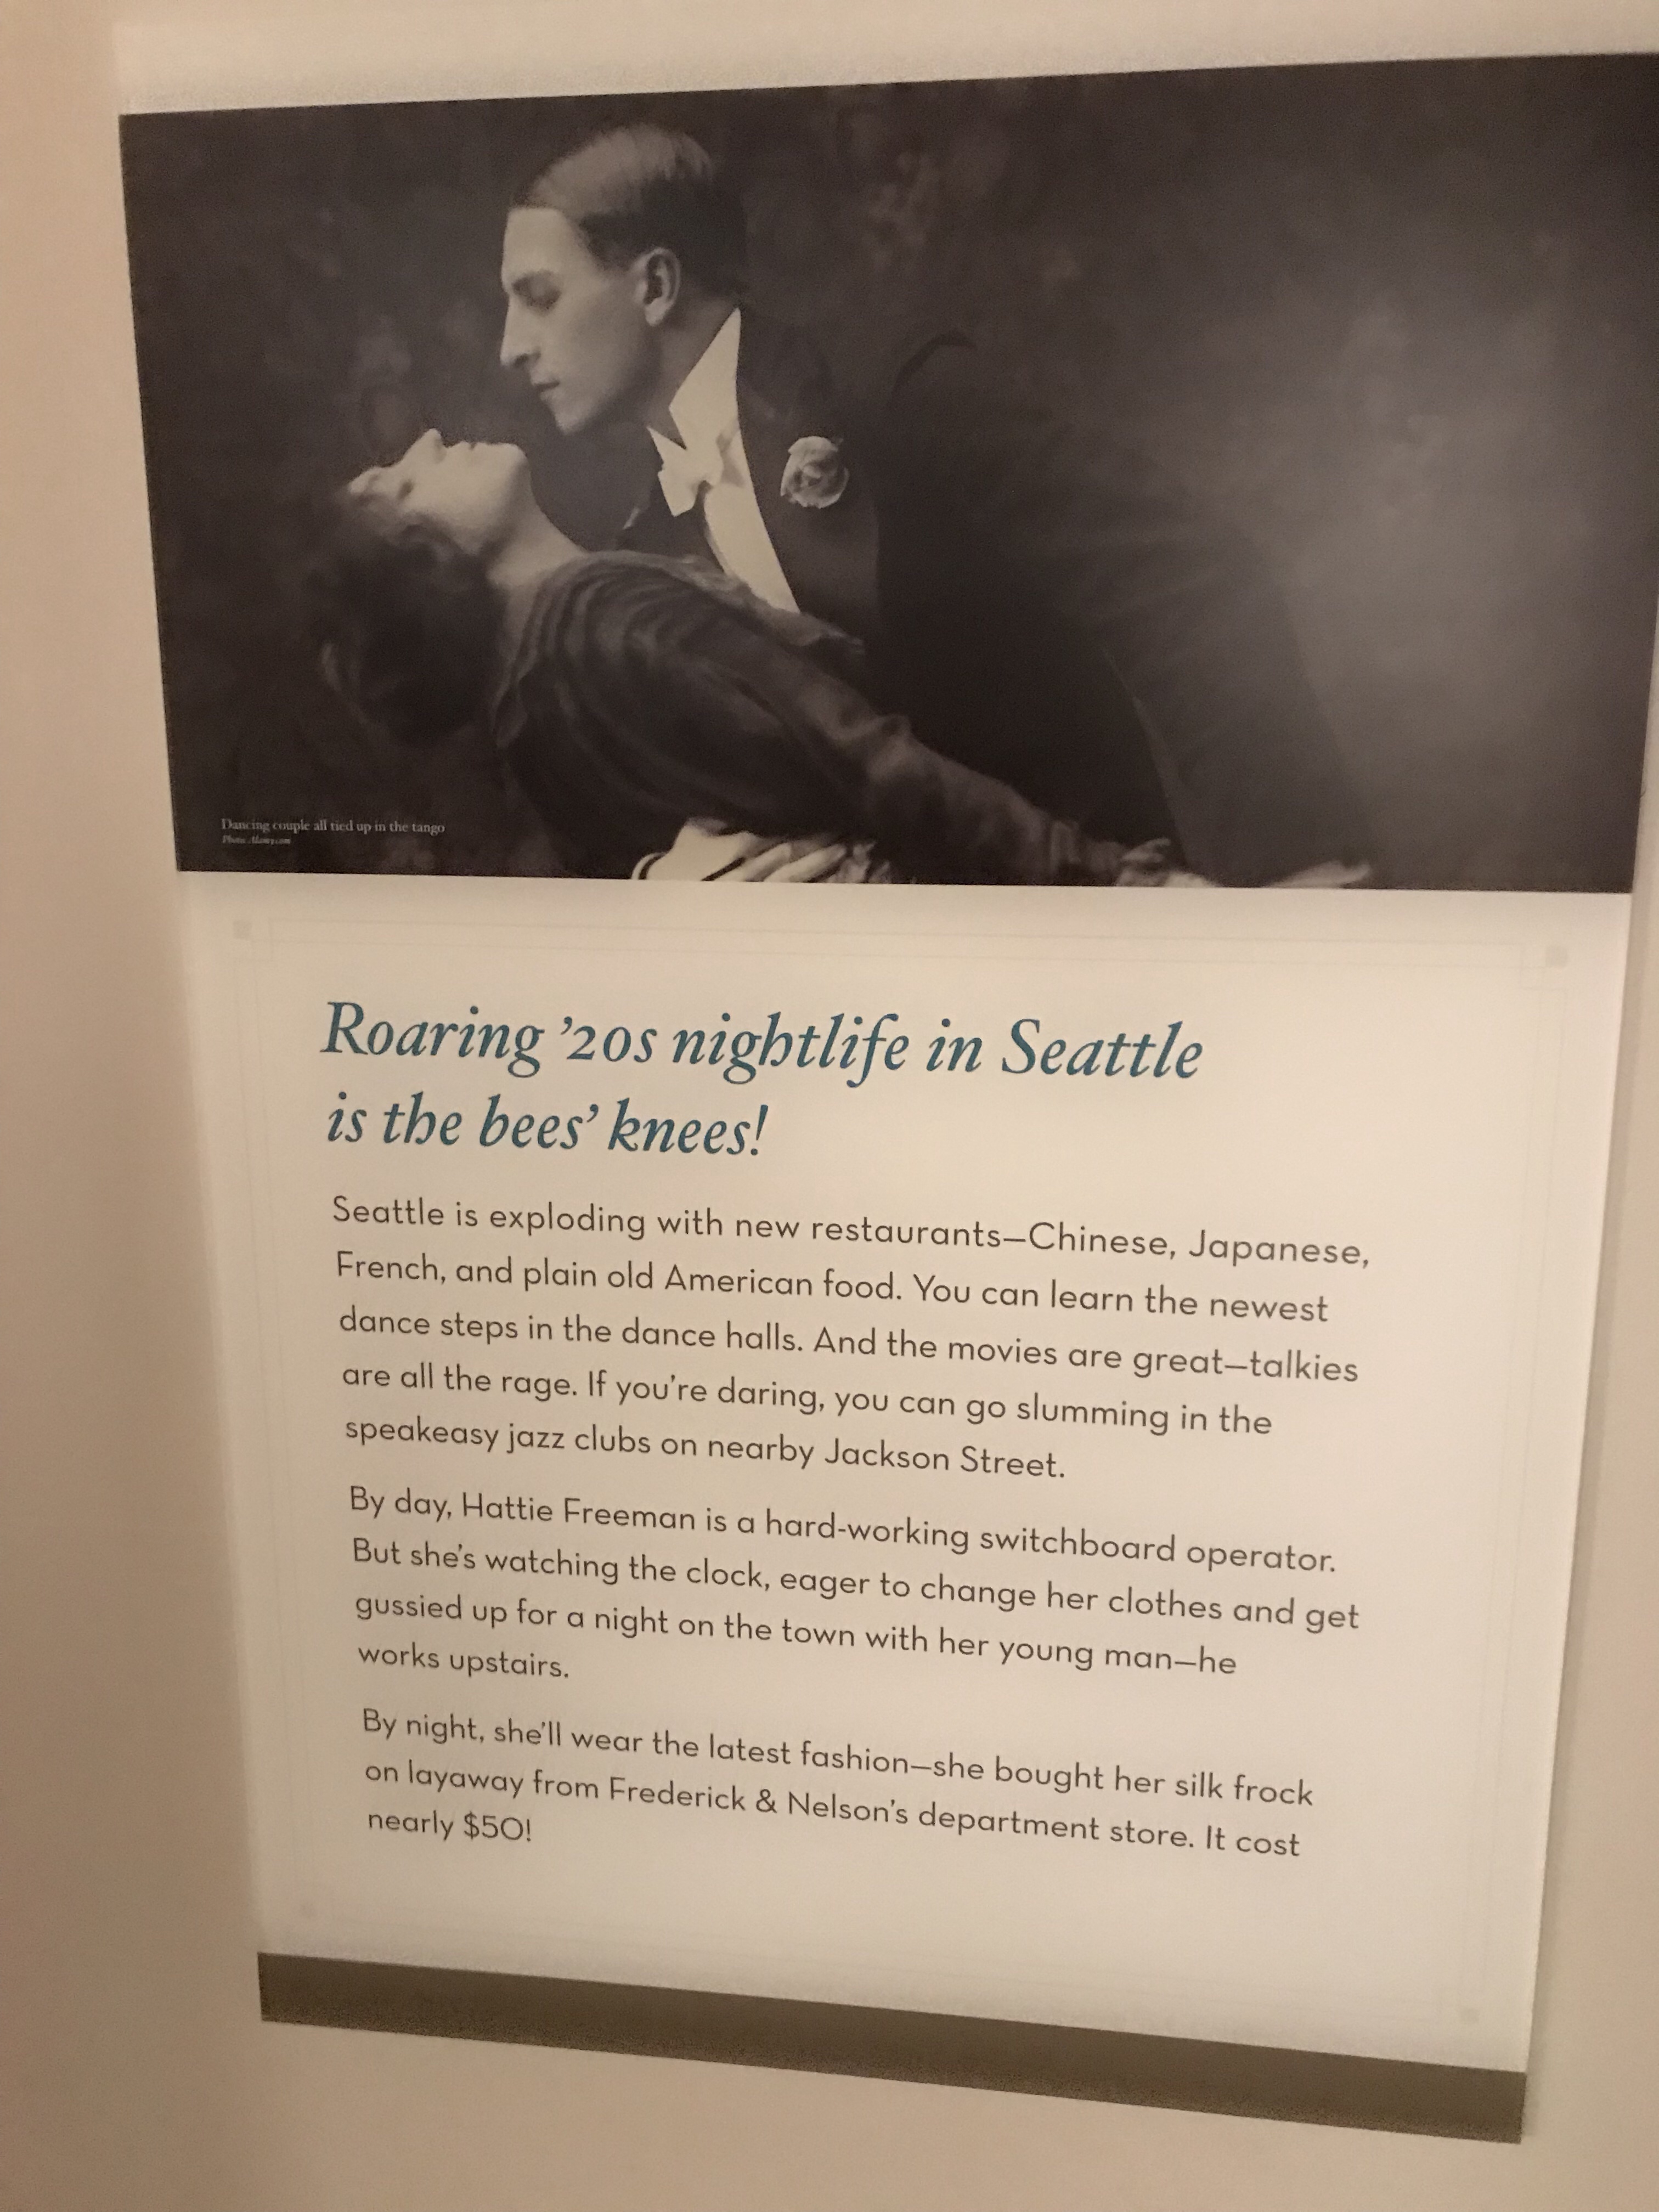 Dancing couple all tied up in the tango
Photo: Alamy.com
Roaring ’20s nightlife in Seattle
is the bees’ knees!
Seattle is exploding with new restaurants—Chinese, Japanese,
French, and plain old American food. You can learn the newest
dance steps in the dance halls. And the movies are great—talkies
are all the rage. If you’re daring, you can go slumming in the
speakeasy jazz clubs on nearby Jackson Street.
By day, Hattie Freeman is a hard-working switchboard operator.
But she’s watching the clock, eager to change her clothes and get
gussied up for a night on the town with her young man—he
works upstairs.
By night, she’ll wear the latest fashion—she bought her silk frock
on layaway from Frederick & Nelson’s department store. It cost
nearly $50!